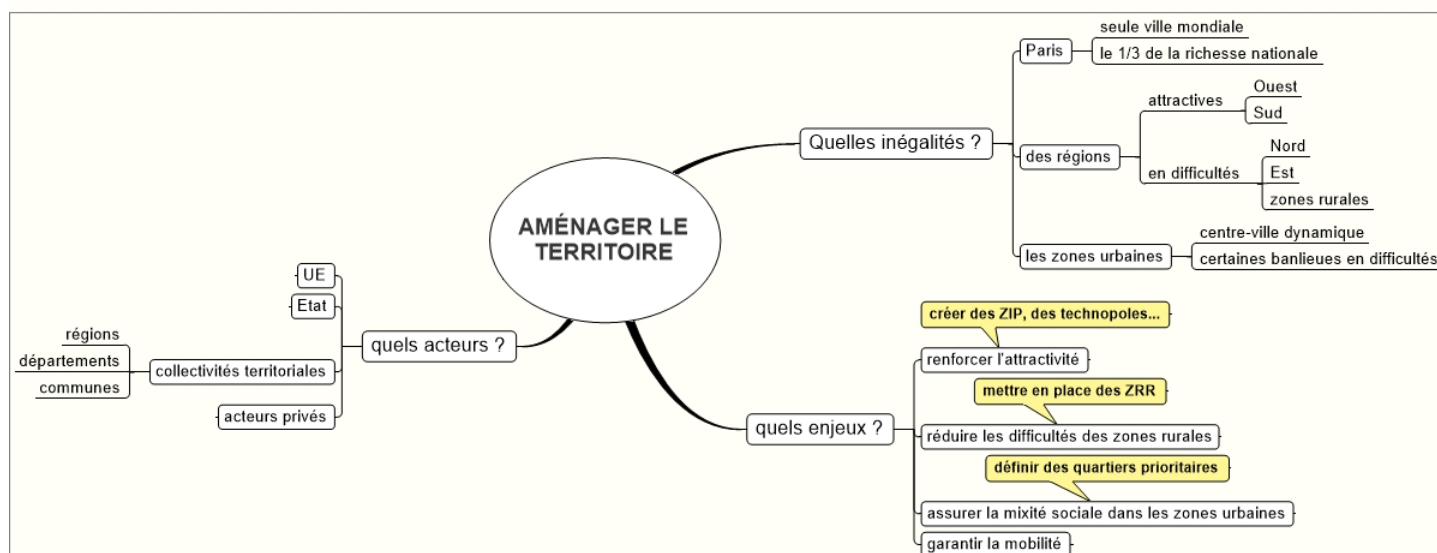 AMÉNAGER LE
TERRITOIRE
Quelles inégalités ?
Paris
seule ville mondiale
le 1/3 de la richesse nationale
des régions
attractives
Ouest
Sud
en difficultés
Nord
Est
zones rurales
les zones urbaines
centre-ville dynamique
certaines banlieues en difficultés
quels acteurs ?
UE
Etat
collectivités territoriales
régions
départements
communes
acteurs privés
quels enjeux ?
créer des ZIP, des technopoles...
renforcer l'attractivité
mettre en place des ZRR
réduire les difficultés des zones rurales
définir des quartiers prioritaires
assurer la mixité sociale dans les zones urbaines
garantir la mobilité